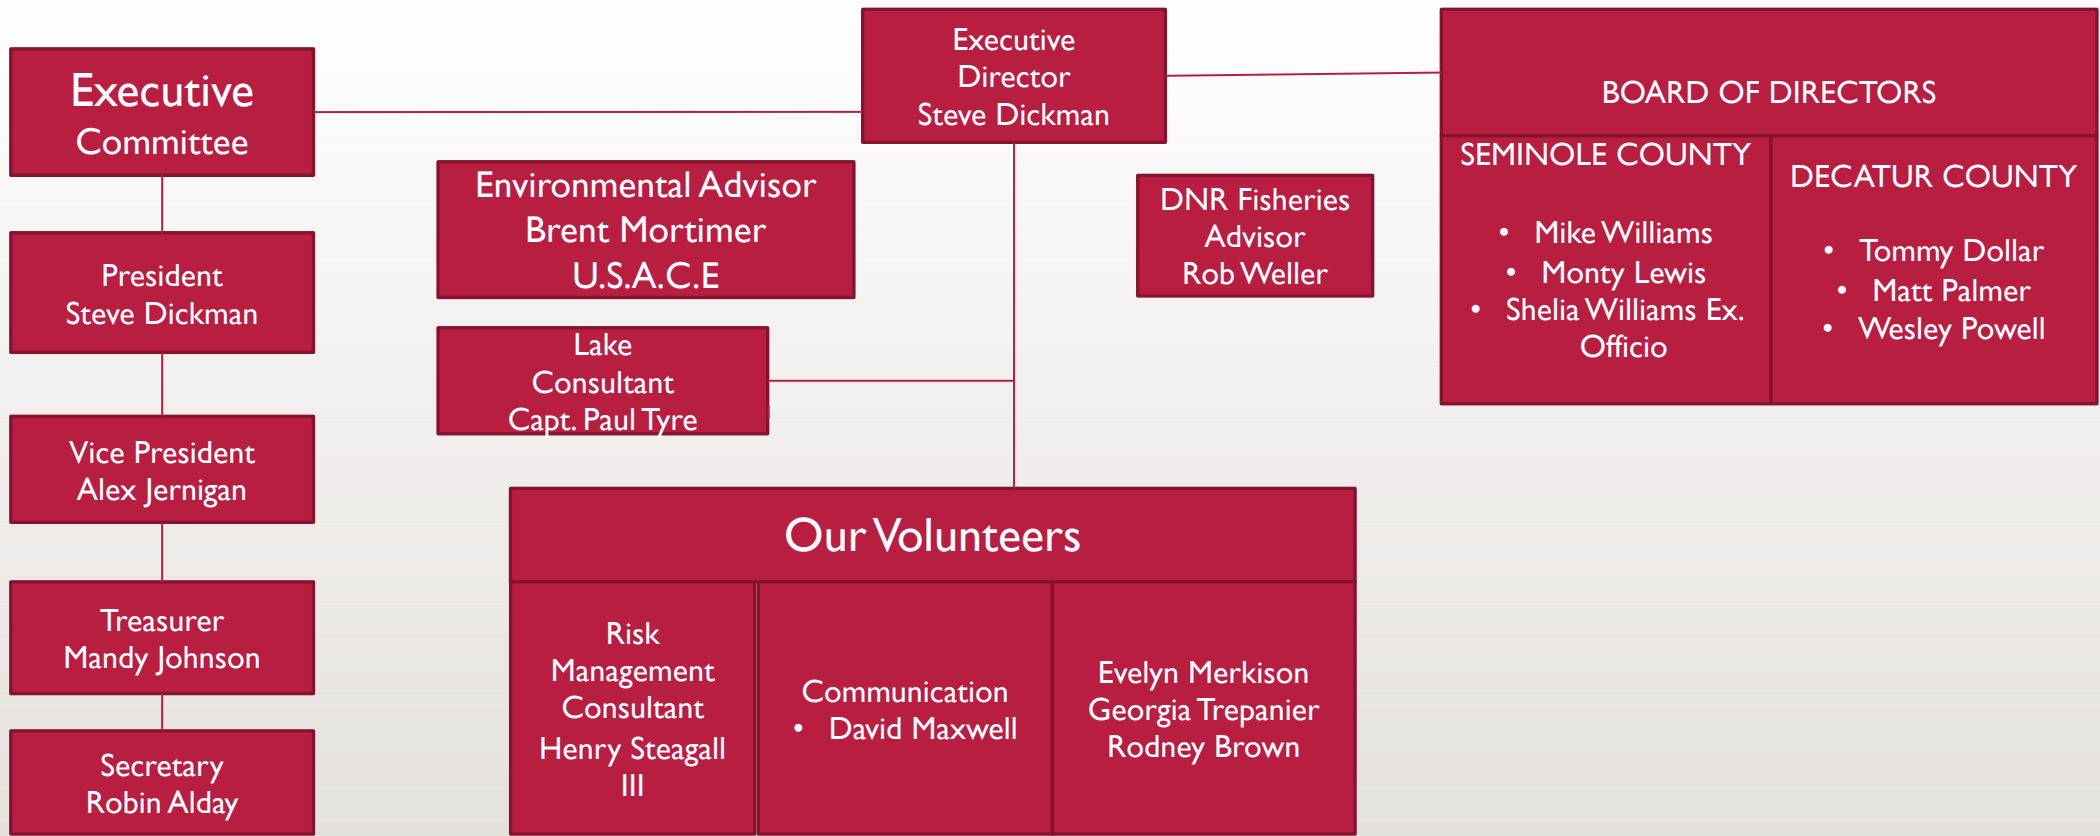 Executive
Committee
President
Steve Dickman
Vice President
Alex Jernigan
Treasurer
Mandy Johnson
Secretary
Robin Alday
Executive
Director
Steve Dickman
Environmental Advisor
Brent Mortimer
U.S.A.C.E
Lake
Consultant
Capt. Paul Tyre
DNR Fisheries
Advisor
Rob Weller
BOARD OF DIRECTORS
SEMINOLE COUNTY
• Mike Williams
• Monty Lewis
• Shelia Williams Ex.
Officio
DECATUR COUNTY
• Tommy Dollar
• Matt Palmer
• Wesley Powell
Our Volunteers
Risk
Management
Consultant
Henry Steagall
III
Communication
• David Maxwell
Evelyn Merkison
Georgia Trepanier
Rodney Brown